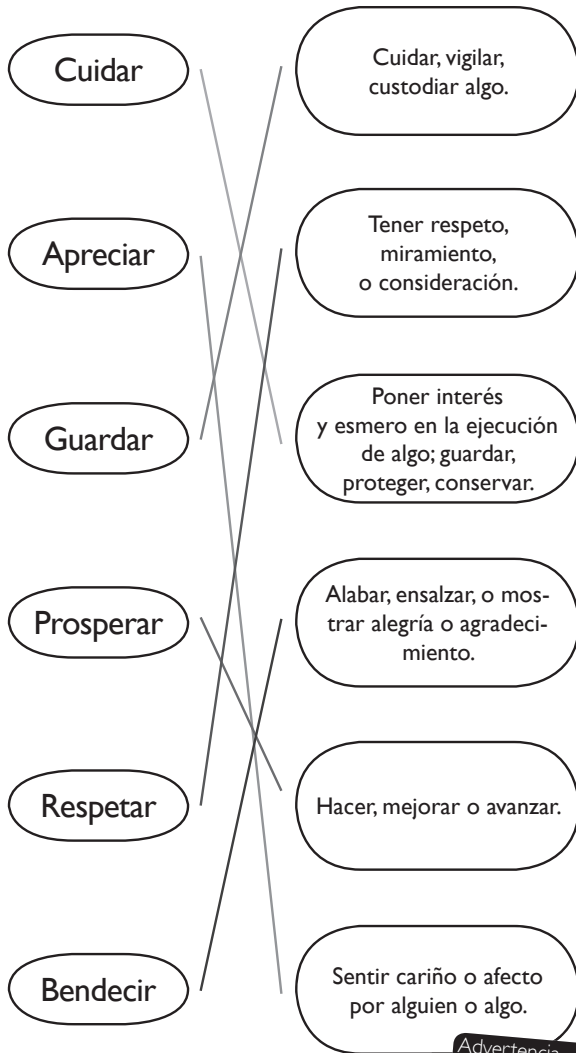 Cuidar
Cuidar, vigilar,
custodiar algo.
Apreciar
Tener respeto,
miramiento,
o consideración.
Guardar
Poner interés
y esmero en la ejecución
de algo; guardar,
proteger, conservar.
Prosperar
Alabar, ensalzar, o mos-
trar alegría o agradeci-
miento.
Respetar
Hacer, mejorar o avanzar.
Bendecir
Sentir cariño o afecto
por alguien o algo.
Advertencia